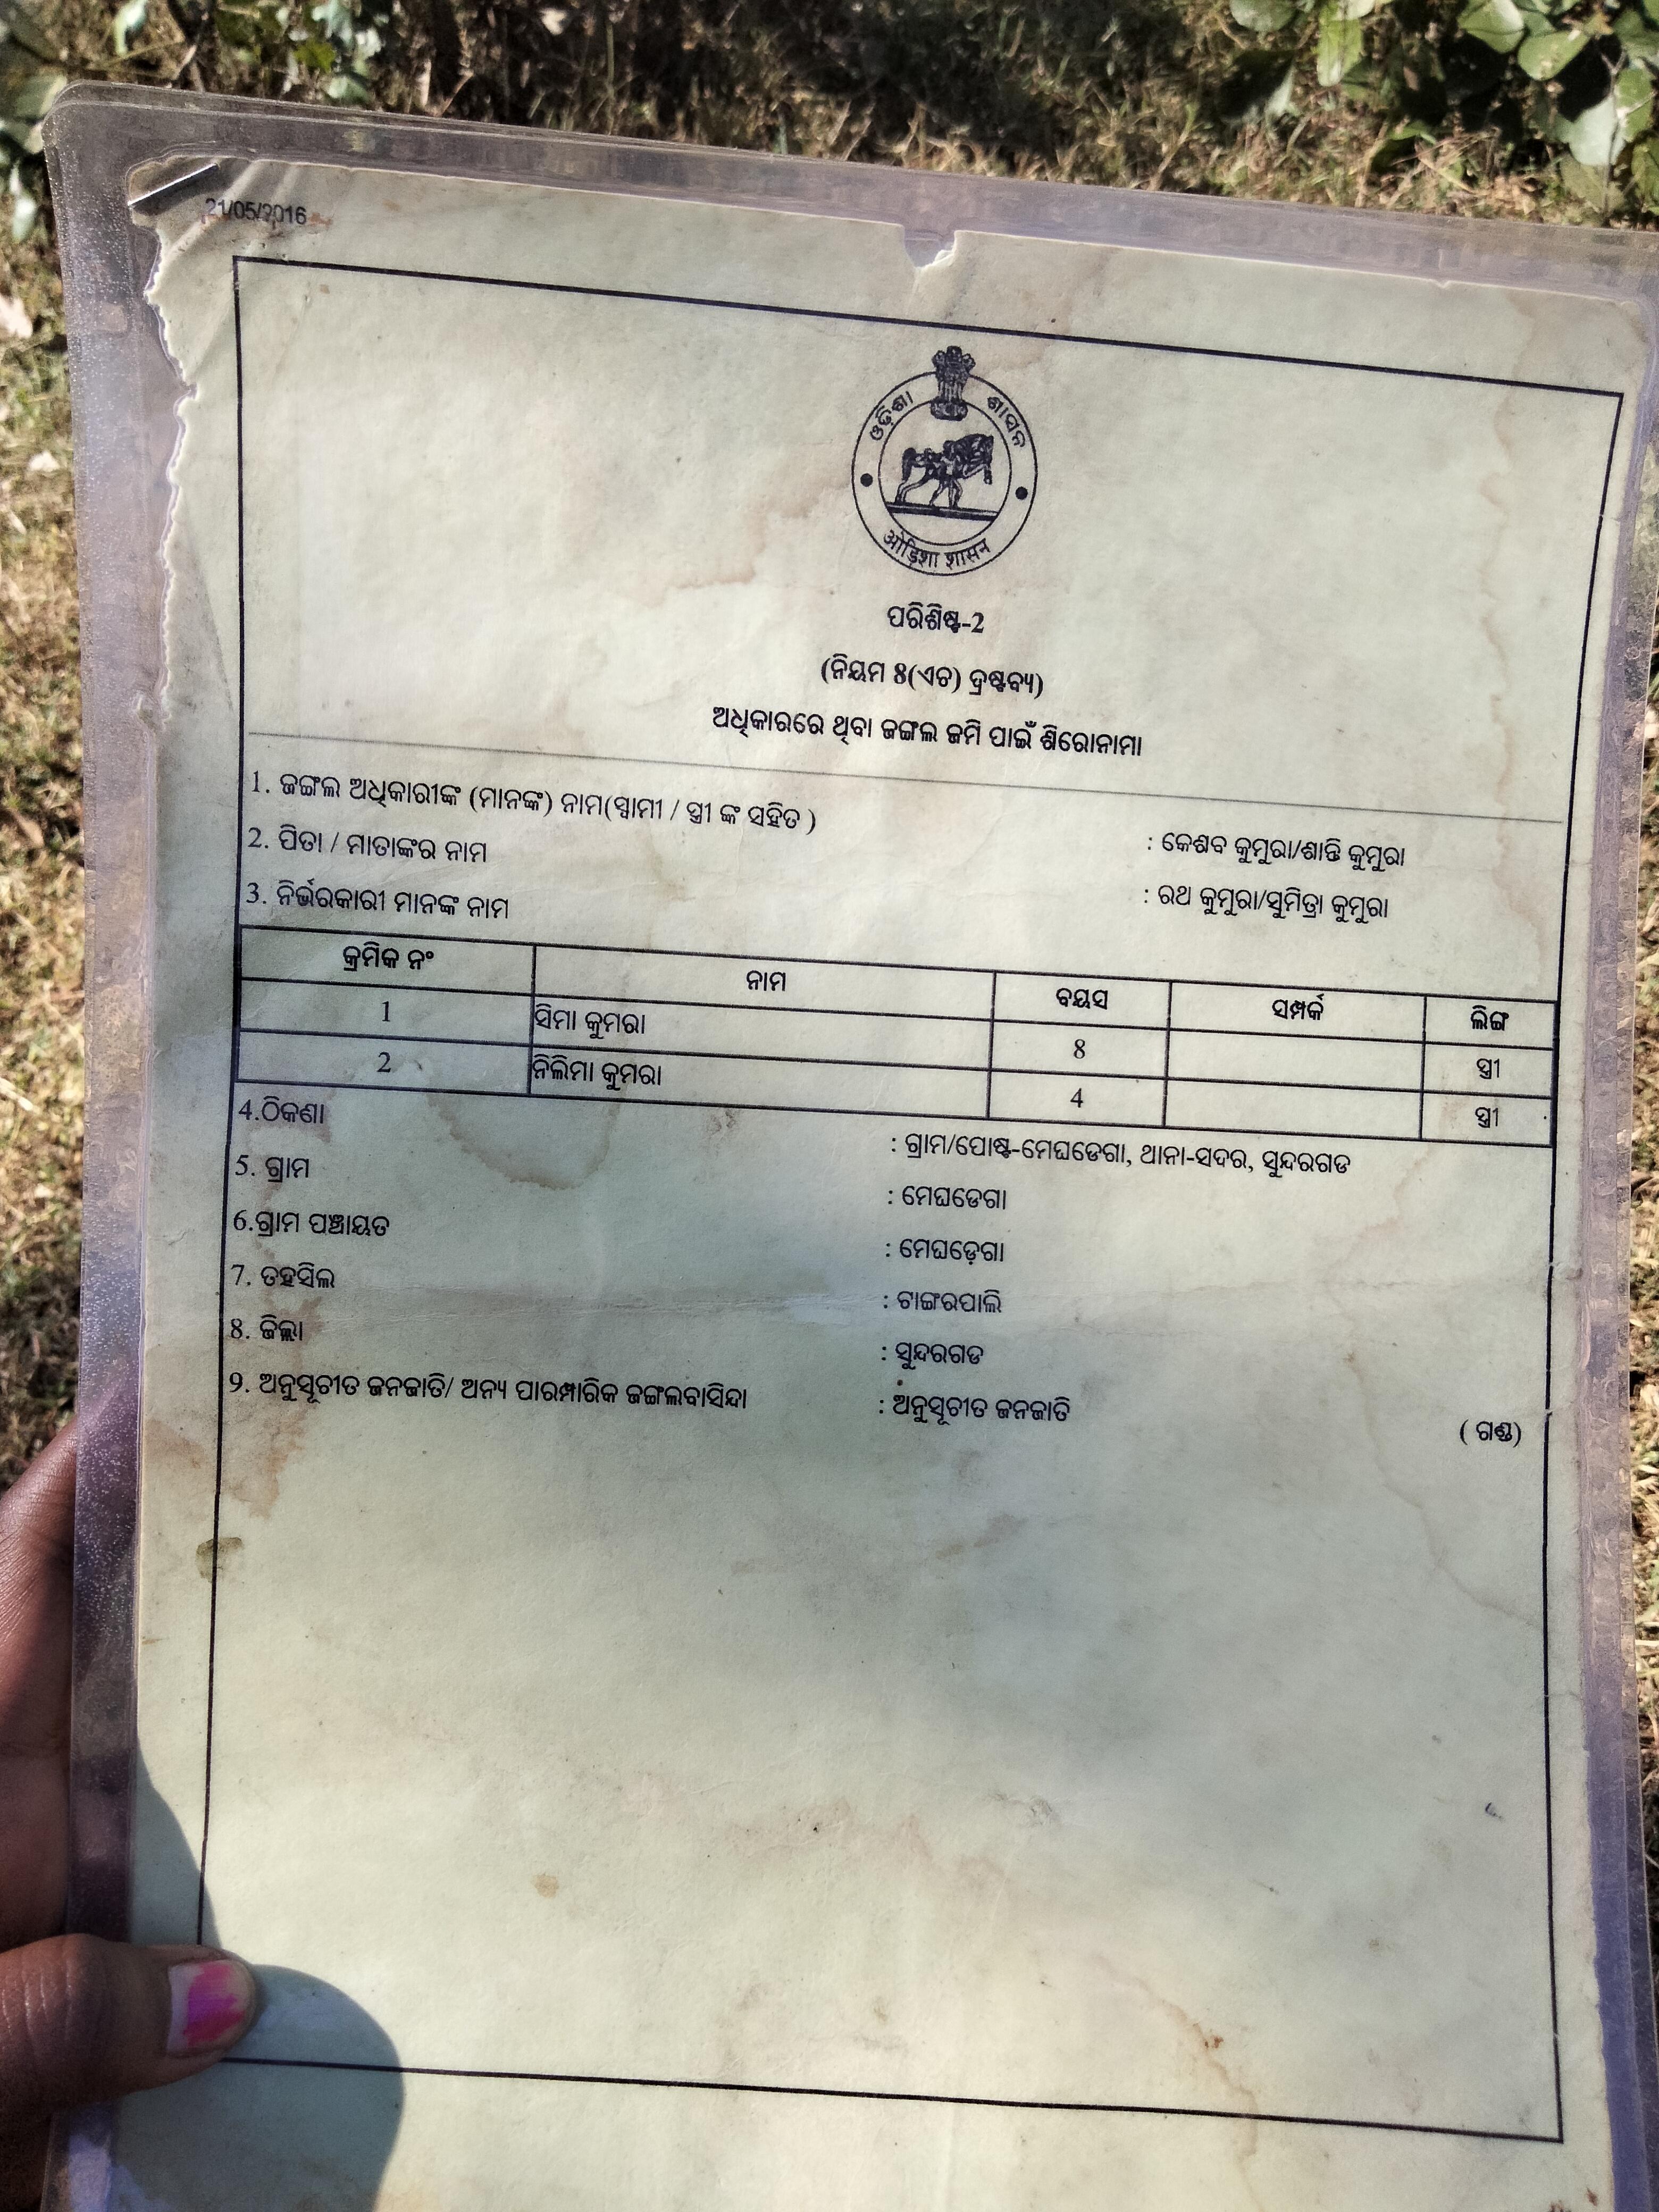 21/05/2016
ଓଡ଼ିଶା ଶାସନ
ओड़िशा शासन
ପରିଶିଷ୍ଟ-2
(ନିୟମ ୫(ଏଚ) ଦ୍ରଷ୍ଟବ୍ୟ)
ଅଧିକାରରେ ଥିବା ଜଙ୍ଗଲ ଜମି ପାଇଁ ଶିରୋନାମା
1. ଜଙ୍ଗଲ ଅଧିକାରୀଙ୍କ (ମାନଙ୍କ) ନାମ(ସ୍ୱାମୀ / ସ୍ତ୍ରୀ ଙ୍କ ସହିତ ) : କେଶବ କୁମୁରା/ଶାନ୍ତି କୁମୁରା
2. ପିତା / ମାତାଙ୍କର ନାମ : ରଥ କୁମୁରା/ସୁମିତ୍ରା କୁମୁରା
3. ନିର୍ଭରକାରୀ ମାନଙ୍କ ନାମ
କ୍ରମିକ ନଂ ନାମ ବୟସ ସମ୍ପର୍କ ଲିଙ୍ଗ
1 ସିମା କୁମରା 8 ସ୍ତ୍ରୀ
2 ନିଲିମା କୁମରା 4 ସ୍ତ୍ରୀ
4.ଠିକଣା : ଗ୍ରାମ/ପୋଷ୍ଟ-ମେଘଡେଗା, ଥାନା-ସଦର, ସୁନ୍ଦରଗଡ
5. ଗ୍ରାମ : ମେଘଡେଗା
6.ଗ୍ରାମ ପଞ୍ଚାୟତ : ମେଘଡ଼େଗା
7. ତହସିଲ : ଟାଙ୍ଗରପାଲି
8. ଜିଲ୍ଲା : ସୁନ୍ଦରଗଡ
9. ଅନୁସୂଚୀତ ଜନଜାତି/ ଅନ୍ୟ ପାରମ୍ପାରିକ ଜଙ୍ଗଲବାସିନ୍ଦା : ଅନୁସୂଚୀତ ଜନଜାତି ( ଗଣ୍ଡ)